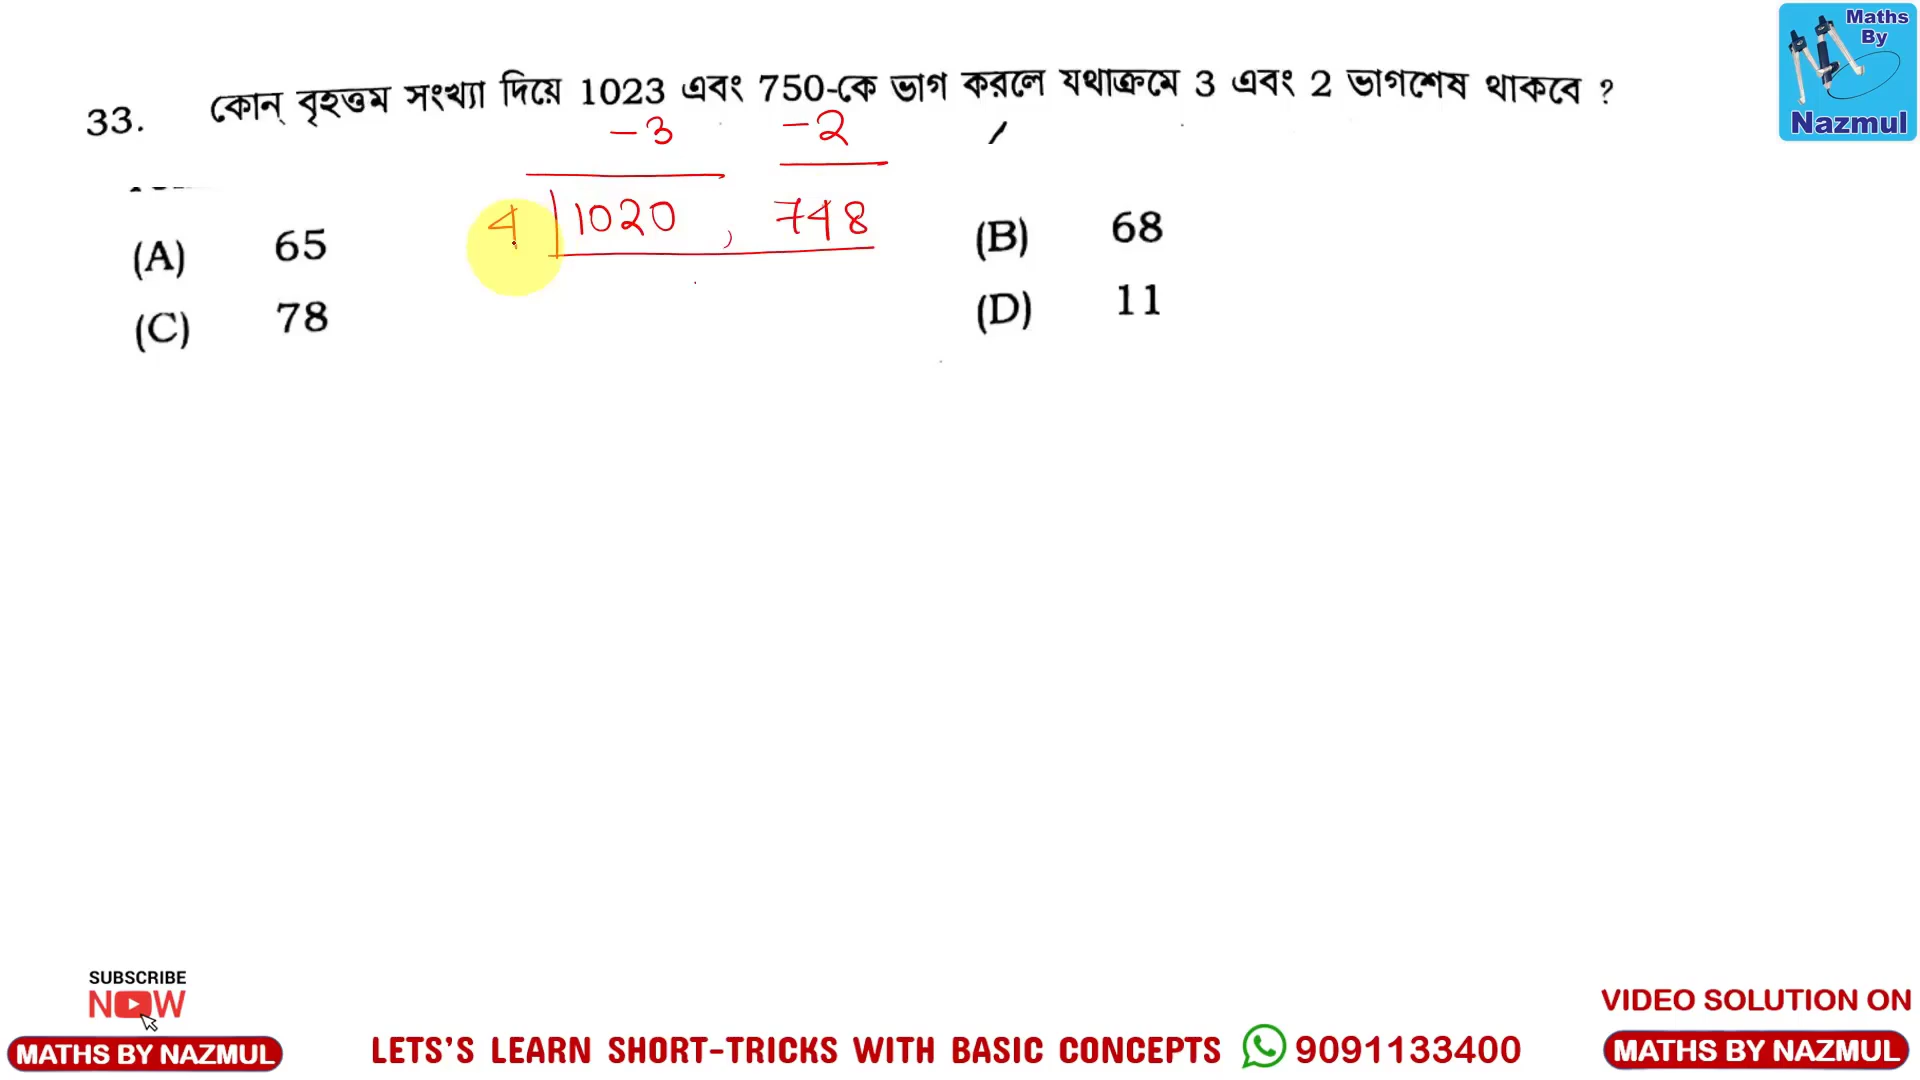 Maths
By
Nazmul
33. কোন্ বৃহত্তম সংখ্যা দিয়ে 1023 এবং 750-কে ভাগ করলে যথাক্রমে 3 এবং 2 ভাগশেষ থাকবে ?
-3 -2
4 1020 , 748
(A) 65 (B) 68
(C) 78 (D) 11
SUBSCRIBE
NOW
MATHS BY NAZMUL
LETS'S LEARN SHORT-TRICKS WITH BASIC CONCEPTS 9091133400
VIDEO SOLUTION ON
MATHS BY NAZMUL